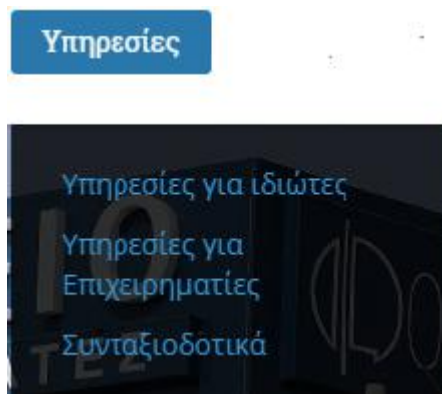 Υπηρεσίες
Υπηρεσίες για ιδιώτες
Υπηρεσίες για
Επιχειρηματίες
Συνταξιοδοτικά